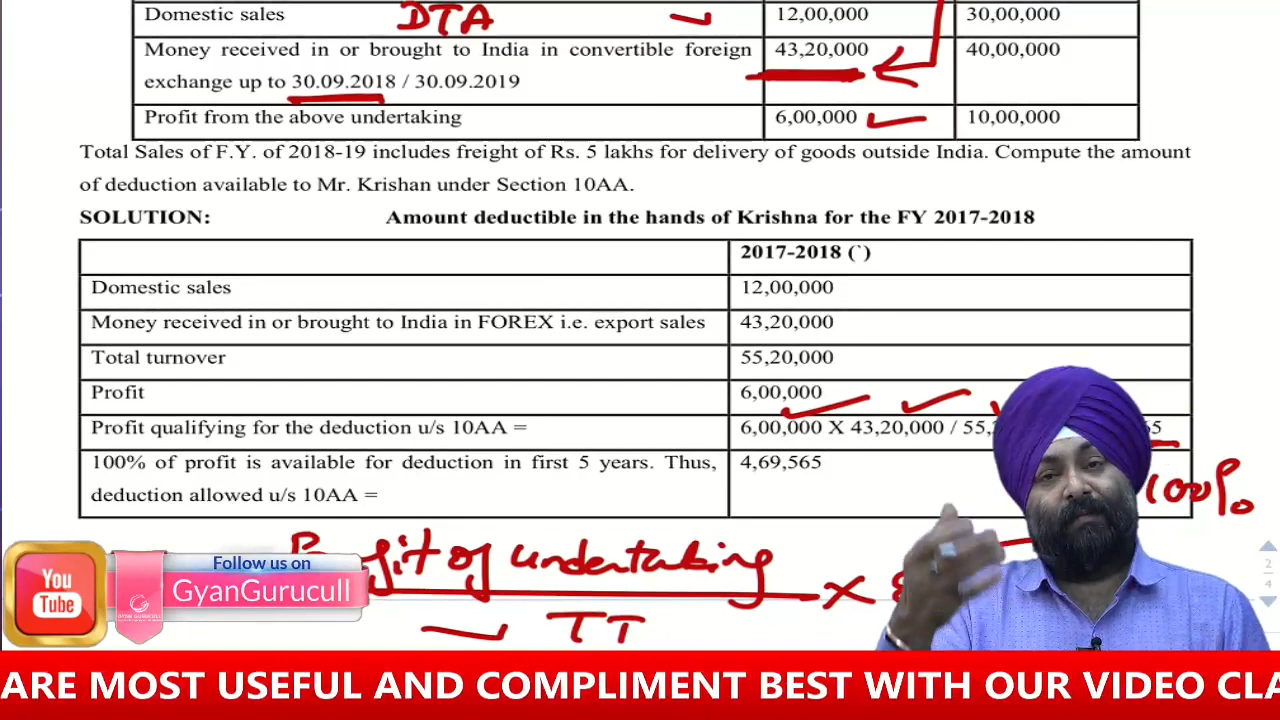 Domestic sales DTA 12,00,000 30,00,000
Money received in or brought to India in convertible foreign 43,20,000 40,00,000
exchange up to 30.09.2018 / 30.09.2019
Profit from the above undertaking 6,00,000 10,00,000
Total Sales of F.Y. of 2018-19 includes freight of Rs. 5 lakhs for delivery of goods outside India. Compute the amount
of deduction available to Mr. Krishan under Section 10AA.
SOLUTION: Amount deductible in the hands of Krishna for the FY 2017-2018
2017-2018 (`)
Domestic sales 12,00,000
Money received in or brought to India in FOREX i.e. export sales 43,20,000
Total turnover 55,20,000
Profit 6,00,000
Profit qualifying for the deduction u/s 10AA = 6,00,000 X 43,20,000 / 55,
100% of profit is available for deduction in first 5 years. Thus, 4,69,565
deduction allowed u/s 10AA =
100%
of undertaking X
TT
You Tube
Follow us on
GyanGurucull
2
4
ARE MOST USEFUL AND COMPLIMENT BEST WITH OUR VIDEO